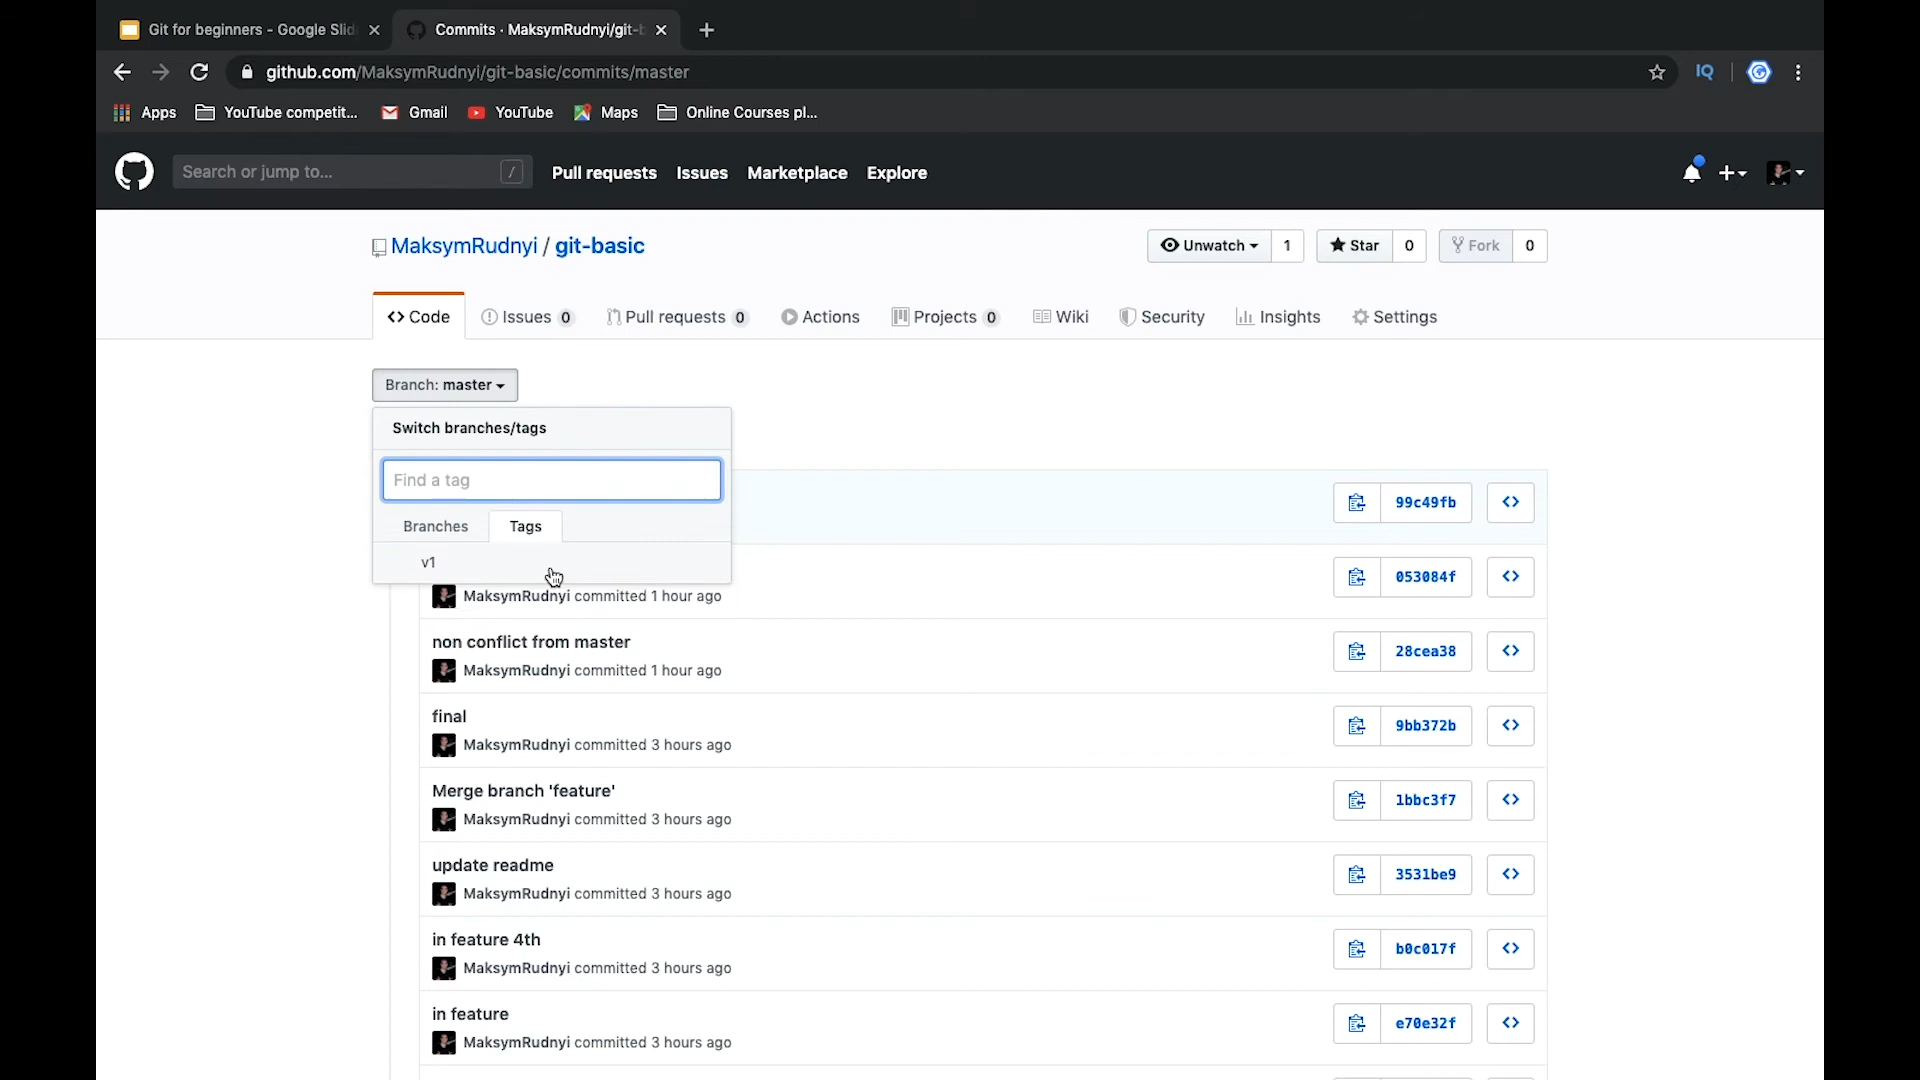 Git for beginners - Google Slid
Commits · MaksymRudnyi/git-b
github.com/MaksymRudnyi/git-basic/commits/master
IQ
Apps
YouTube competit...
Gmail
YouTube
Maps
Online Courses pl...
Search or jump to...
/
Pull requests
Issues
Marketplace
Explore
MaksymRudnyi / git-basic
Unwatch 1
Star 0
Fork 0
Code
Issues 0
Pull requests 0
Actions
Projects 0
Wiki
Security
Insights
Settings
Branch: master
Switch branches/tags
Find a tag
Branches
Tags
v1
99c49fb
MaksymRudnyi committed 1 hour ago
053084f
non conflict from master
MaksymRudnyi committed 1 hour ago
28cea38
final
MaksymRudnyi committed 3 hours ago
9bb372b
Merge branch 'feature'
MaksymRudnyi committed 3 hours ago
1bbc3f7
update readme
MaksymRudnyi committed 3 hours ago
3531be9
in feature 4th
MaksymRudnyi committed 3 hours ago
b0c017f
in feature
MaksymRudnyi committed 3 hours ago
e70e32f